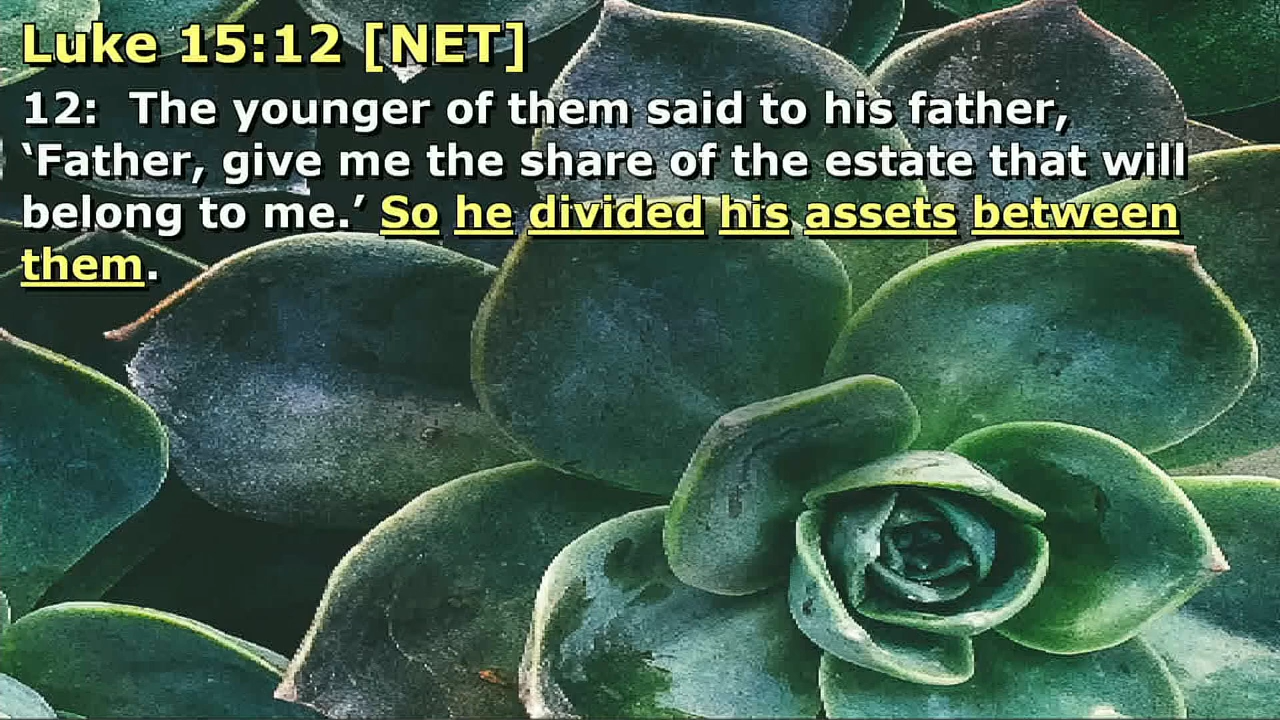 Luke 15:12 [NET]
12:  The younger of them said to his father,
‘Father, give me the share of the estate that will
belong to me.’ So he divided his assets between
them.